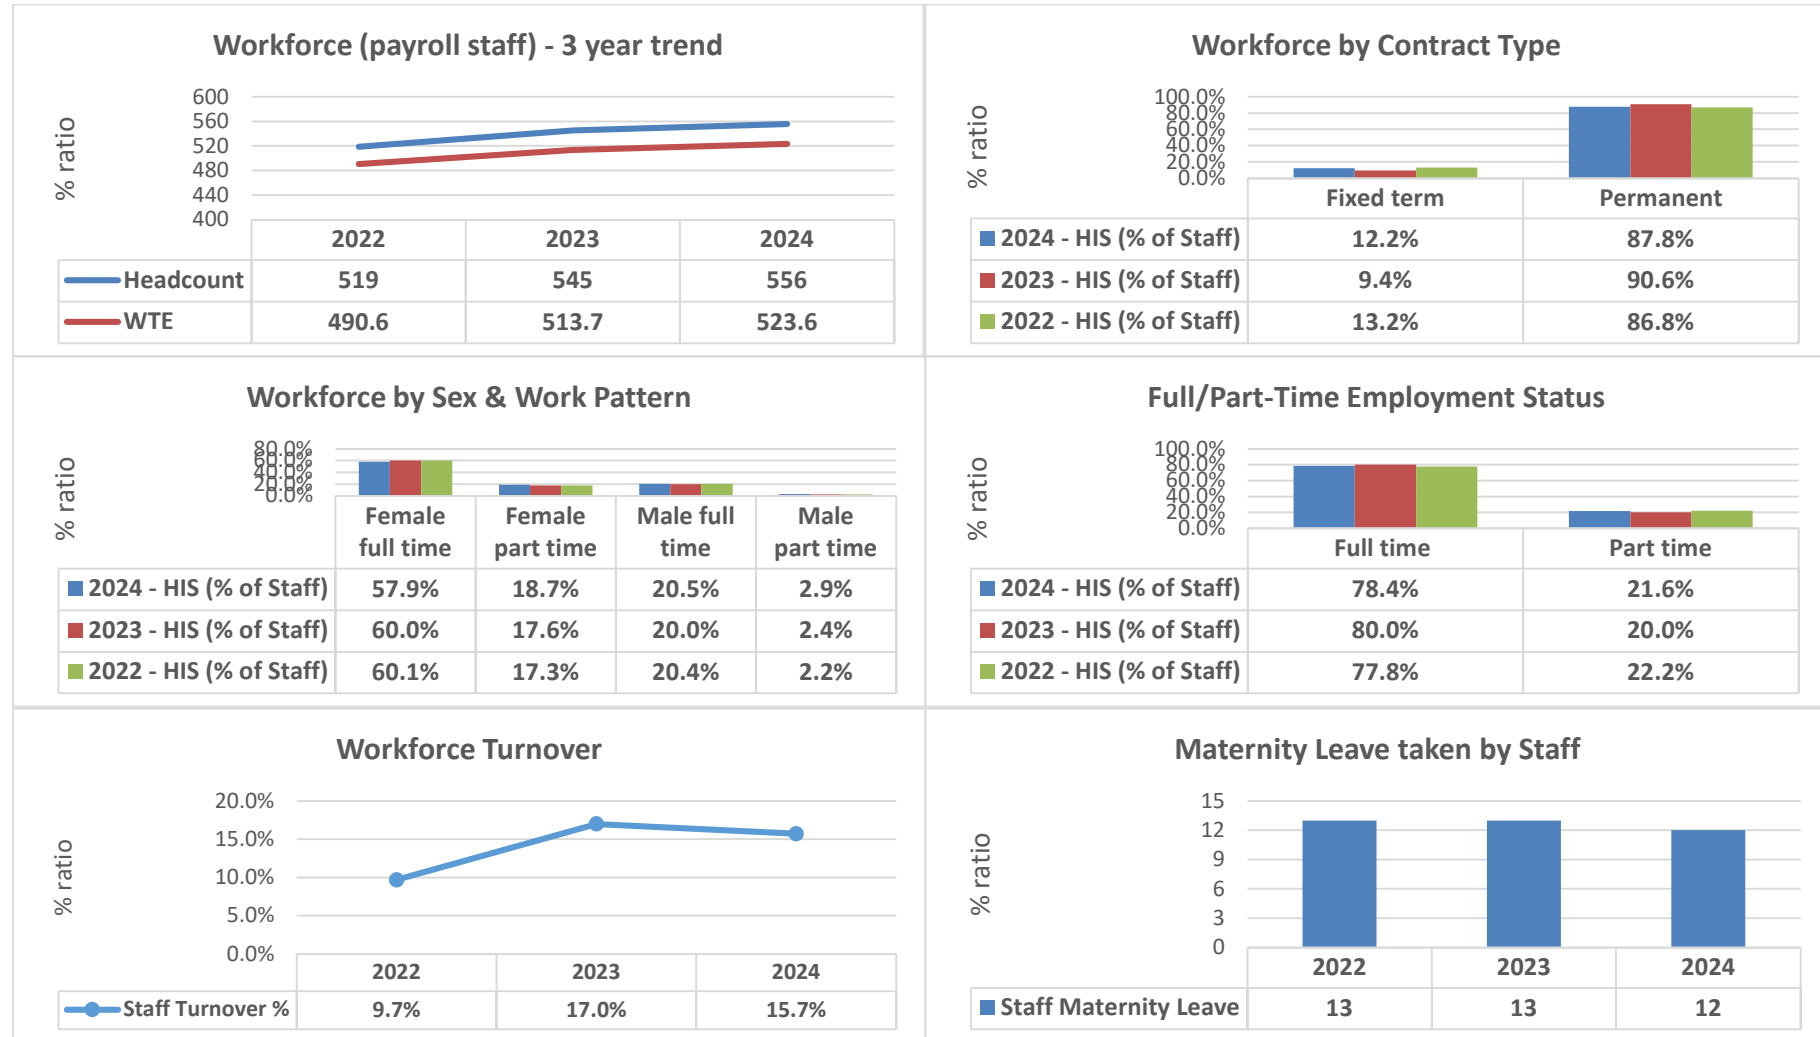 Workforce (payroll staff) - 3 year trend
% ratio
600
560
520
480
440
400
2022 2023 2024
Headcount 519 545 556
WTE 490.6 513.7 523.6
Workforce by Contract Type
% ratio
100.0%
80.0%
60.0%
40.0%
20.0%
0.0%
Fixed term Permanent
2024 - HIS (% of Staff) 12.2% 87.8%
2023 - HIS (% of Staff) 9.4% 90.6%
2022 - HIS (% of Staff) 13.2% 86.8%
Workforce by Sex & Work Pattern
% ratio
80.0%
60.0%
40.0%
20.0%
0.0%
Female Female Male full Male
full time part time time part time
2024 - HIS (% of Staff) 57.9% 18.7% 20.5% 2.9%
2023 - HIS (% of Staff) 60.0% 17.6% 20.0% 2.4%
2022 - HIS (% of Staff) 60.1% 17.3% 20.4% 2.2%
Full/Part-Time Employment Status
% ratio
100.0%
80.0%
60.0%
40.0%
20.0%
0.0%
Full time Part time
2024 - HIS (% of Staff) 78.4% 21.6%
2023 - HIS (% of Staff) 80.0% 20.0%
2022 - HIS (% of Staff) 77.8% 22.2%
Workforce Turnover
% ratio
20.0%
15.0%
10.0%
5.0%
0.0%
2022 2023 2024
Staff Turnover % 9.7% 17.0% 15.7%
Maternity Leave taken by Staff
% ratio
15
12
9
6
3
0
2022 2023 2024
Staff Maternity Leave 13 13 12